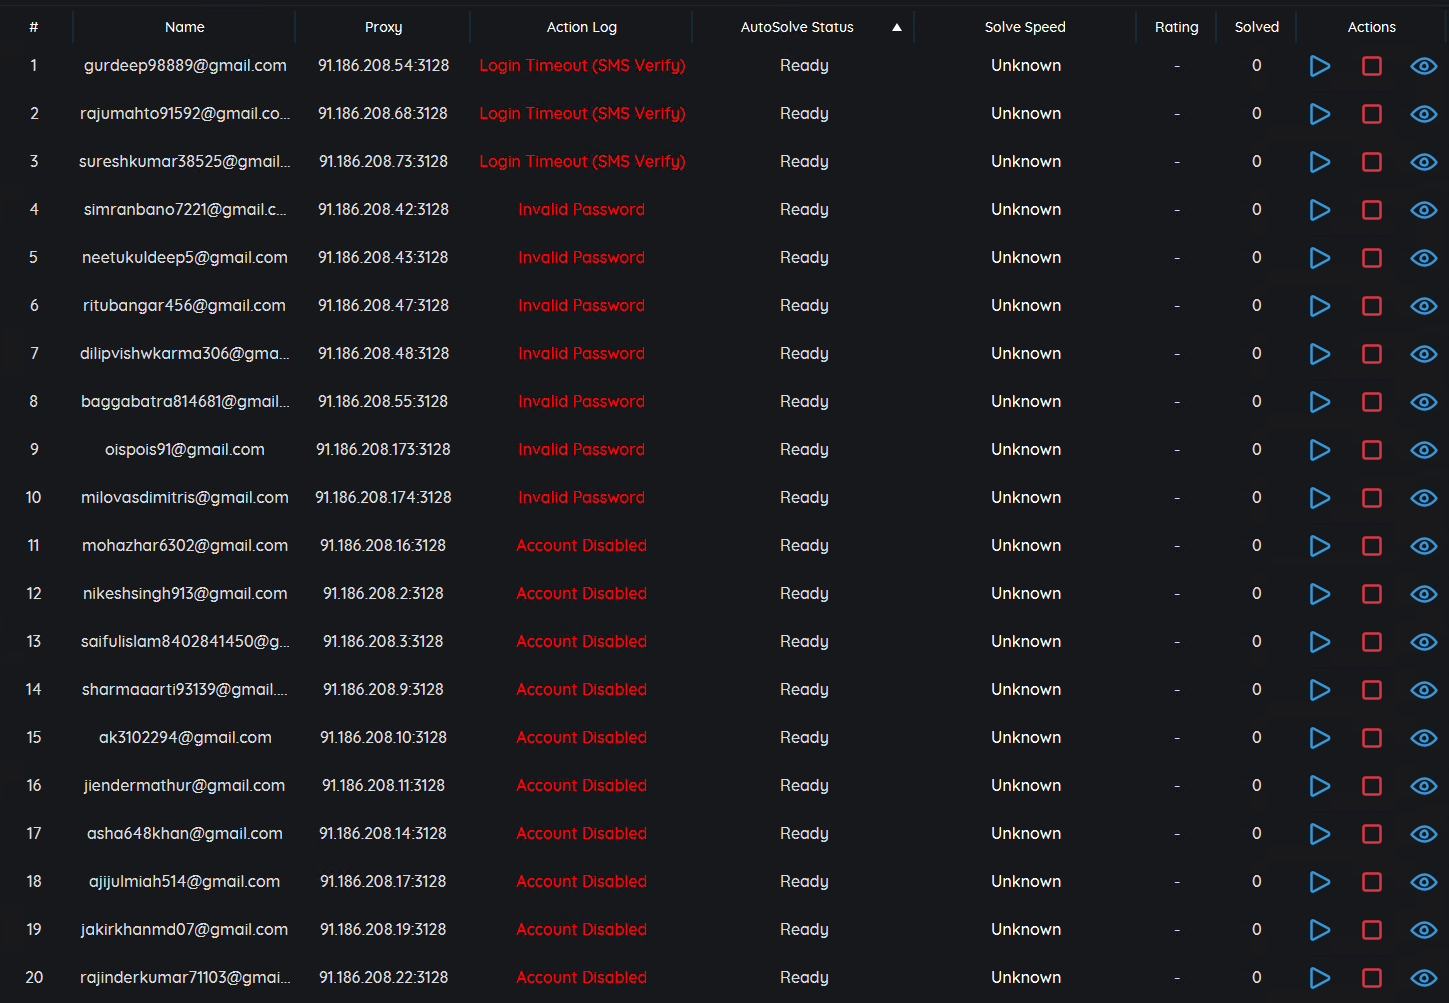 # Name Proxy Action Log AutoSolve Status ▲ Solve Speed Rating Solved Actions
1 gurdeep98889@gmail.com 91.186.208.54:3128 Login Timeout (SMS Verify) Ready Unknown - 0
2 rajumahto91592@gmail.co... 91.186.208.68:3128 Login Timeout (SMS Verify) Ready Unknown - 0
3 sureshkumar38525@gmail... 91.186.208.73:3128 Login Timeout (SMS Verify) Ready Unknown - 0
4 simranbano7221@gmail.c... 91.186.208.42:3128 Invalid Password Ready Unknown - 0
5 neetukuldeep5@gmail.com 91.186.208.43:3128 Invalid Password Ready Unknown - 0
6 ritubangar456@gmail.com 91.186.208.47:3128 Invalid Password Ready Unknown - 0
7 dilipvishwkarma306@gma... 91.186.208.48:3128 Invalid Password Ready Unknown - 0
8 baggabatra814681@gmail... 91.186.208.55:3128 Invalid Password Ready Unknown - 0
9 oispois91@gmail.com 91.186.208.173:3128 Invalid Password Ready Unknown - 0
10 milovasdimitris@gmail.com 91.186.208.174:3128 Invalid Password Ready Unknown - 0
11 mohazhar6302@gmail.com 91.186.208.16:3128 Account Disabled Ready Unknown - 0
12 nikeshsingh913@gmail.com 91.186.208.2:3128 Account Disabled Ready Unknown - 0
13 saifulislam8402841450@g... 91.186.208.3:3128 Account Disabled Ready Unknown - 0
14 sharmaaarti93139@gmail.... 91.186.208.9:3128 Account Disabled Ready Unknown - 0
15 ak3102294@gmail.com 91.186.208.10:3128 Account Disabled Ready Unknown - 0
16 jiendermathur@gmail.com 91.186.208.11:3128 Account Disabled Ready Unknown - 0
17 asha648khan@gmail.com 91.186.208.14:3128 Account Disabled Ready Unknown - 0
18 ajijulmiah514@gmail.com 91.186.208.17:3128 Account Disabled Ready Unknown - 0
19 jakirkhanmd07@gmail.com 91.186.208.19:3128 Account Disabled Ready Unknown - 0
20 rajinderkumar71103@gmai... 91.186.208.22:3128 Account Disabled Ready Unknown - 0